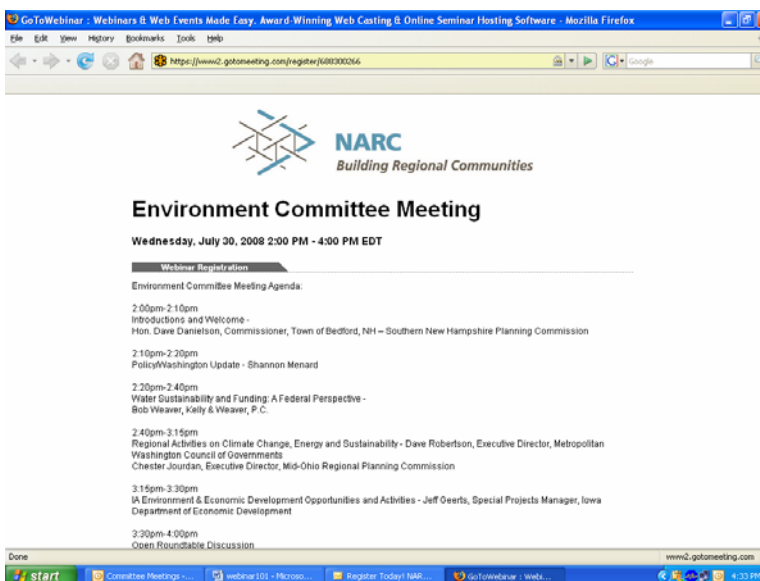 GoToWebinar : Webinars & Web Events Made Easy. Award-Winning Web Casting & Online Seminar Hosting Software - Mozilla Firefox
File Edit View History Bookmarks Tools Help
https://www2.gotomeeting.com/register/688300266
Google
NARC
Building Regional Communities
Environment Committee Meeting
Wednesday, July 30, 2008 2:00 PM - 4:00 PM EDT
Webinar Registration
Environment Committee Meeting Agenda:
2:00pm-2:10pm
Introductions and Welcome -
Hon. Dave Danielson, Commissioner, Town of Bedford, NH – Southern New Hampshire Planning Commission
2:10pm-2:20pm
Policy/Washington Update - Shannon Menard
2:20pm-2:40pm
Water Sustainability and Funding: A Federal Perspective -
Bob Weaver, Kelly & Weaver, P.C.
2:40pm-3:15pm
Regional Activities on Climate Change, Energy and Sustainability - Dave Robertson, Executive Director, Metropolitan
Washington Council of Governments
Chester Jourdan, Executive Director, Mid-Ohio Regional Planning Commission
3:15pm-3:30pm
IA Environment & Economic Development Opportunities and Activities - Jeff Geerts, Special Projects Manager, Iowa
Department of Economic Development
3:30pm-4:00pm
Open Roundtable Discussion
Done
www2.gotomeeting.com
start
Committee Meetings -...
webinar101 - Microso...
Register Today! NAR...
GoToWebinar : Webi...
4:33 PM